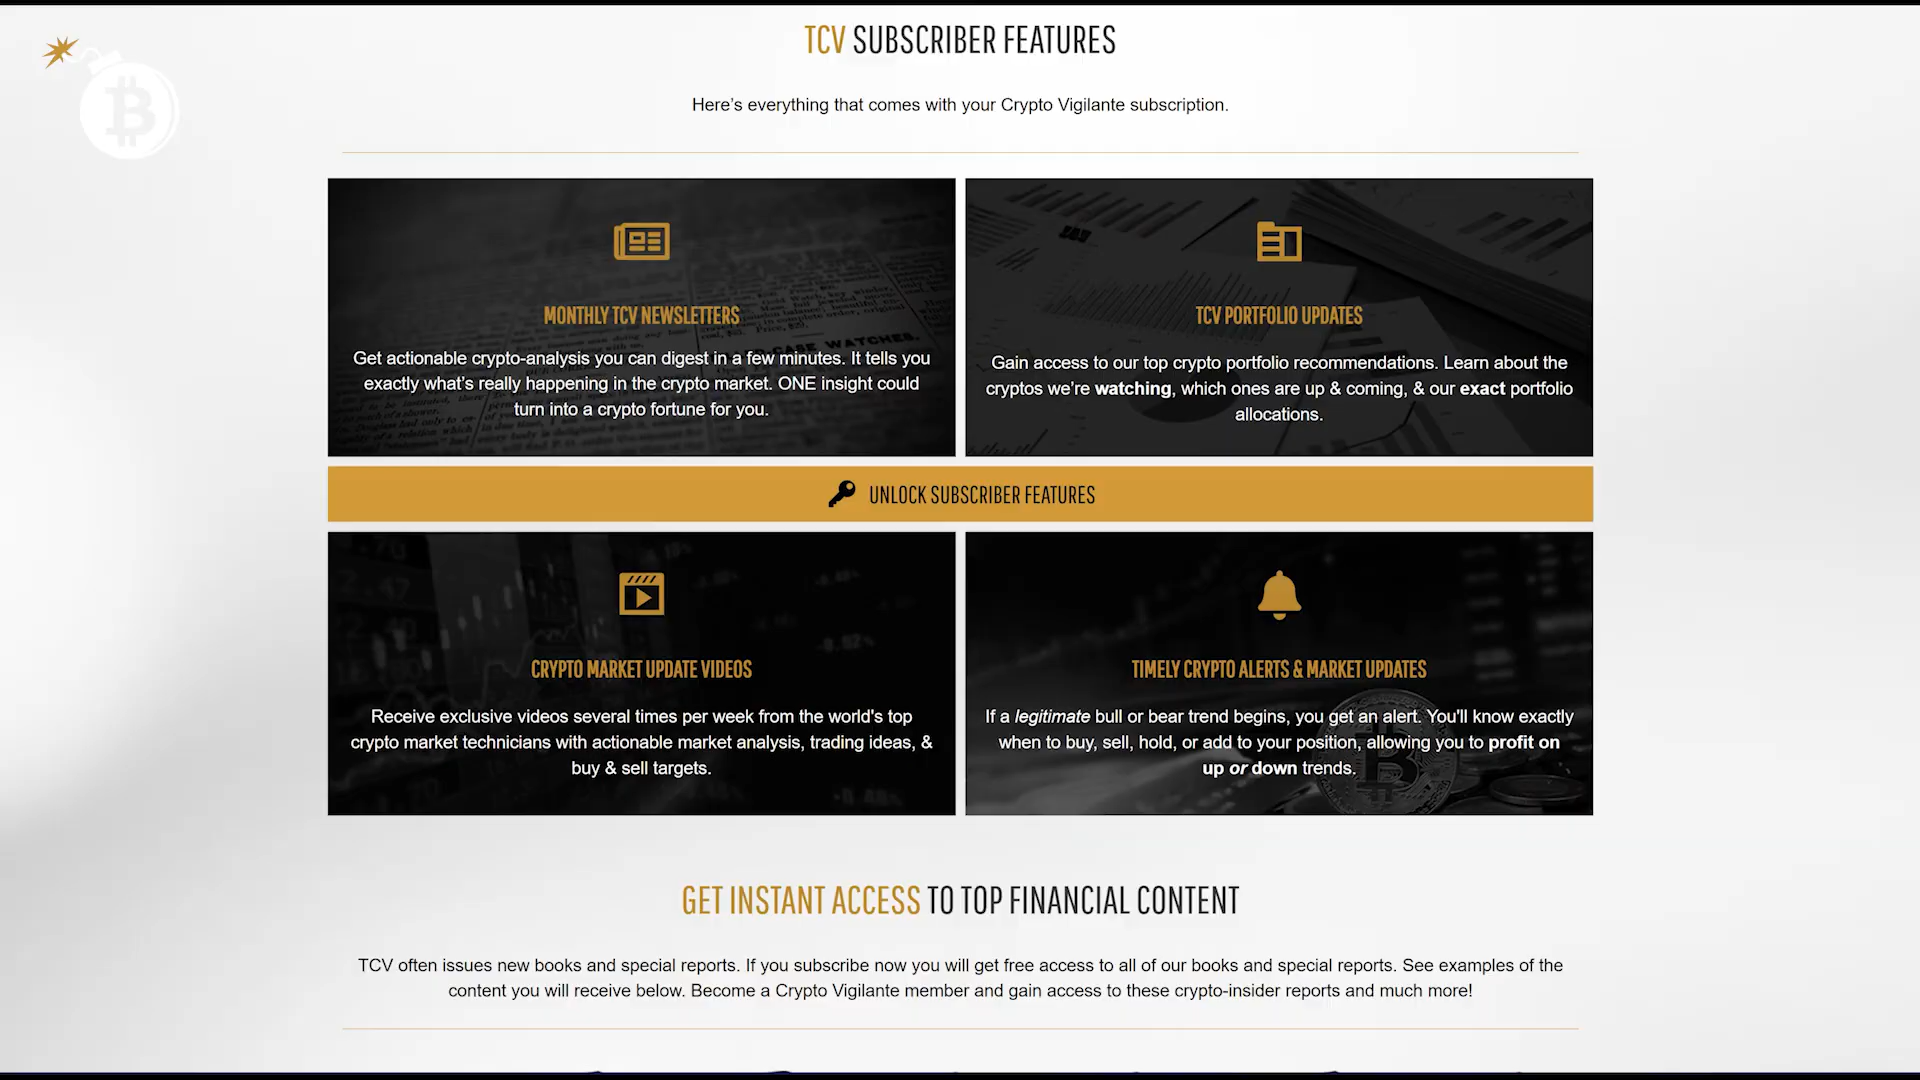 TCV SUBSCRIBER FEATURES
Here’s everything that comes with your Crypto Vigilante subscription.
MONTHLY TCV NEWSLETTERS
Get actionable crypto-analysis you can digest in a few minutes. It tells you
exactly what’s really happening in the crypto market. ONE insight could
turn into a crypto fortune for you.
TCV PORTFOLIO UPDATES
Gain access to our top crypto portfolio recommendations. Learn about the
cryptos we’re watching, which ones are up & coming, & our exact portfolio
allocations.
UNLOCK SUBSCRIBER FEATURES
CRYPTO MARKET UPDATE VIDEOS
Receive exclusive videos several times per week from the world's top
crypto market technicians with actionable market analysis, trading ideas, &
buy & sell targets.
TIMELY CRYPTO ALERTS & MARKET UPDATES
If a legitimate bull or bear trend begins, you get an alert. You'll know exactly
when to buy, sell, hold, or add to your position, allowing you to profit on
up or down trends.
GET INSTANT ACCESS TO TOP FINANCIAL CONTENT
TCV often issues new books and special reports. If you subscribe now you will get free access to all of our books and special reports. See examples of the
content you will receive below. Become a Crypto Vigilante member and gain access to these crypto-insider reports and much more!